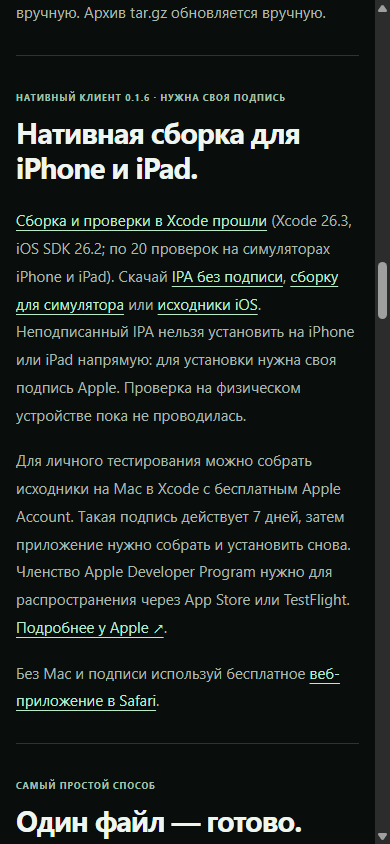 вручную. Архив tar.gz обновляется вручную.
НАТИВНЫЙ КЛИЕНТ 0.1.6 · НУЖНА СВОЯ ПОДПИСЬ
Нативная сборка для
iPhone и iPad.
Сборка и проверки в Xcode прошли (Xcode 26.3,
iOS SDK 26.2; по 20 проверок на симуляторах
iPhone и iPad). Скачай IPA без подписи, сборку
для симулятора или исходники iOS.
Неподписанный IPA нельзя установить на iPhone
или iPad напрямую: для установки нужна своя
подпись Apple. Проверка на физическом
устройстве пока не проводилась.
Для личного тестирования можно собрать
исходники на Mac в Xcode с бесплатным Apple
Account. Такая подпись действует 7 дней, затем
приложение нужно собрать и установить снова.
Членство Apple Developer Program нужно для
распространения через App Store или TestFlight.
Подробнее у Apple ↗.
Без Mac и подписи используй бесплатное веб-
приложение в Safari.
САМЫЙ ПРОСТОЙ СПОСОБ
Один файл — готово.